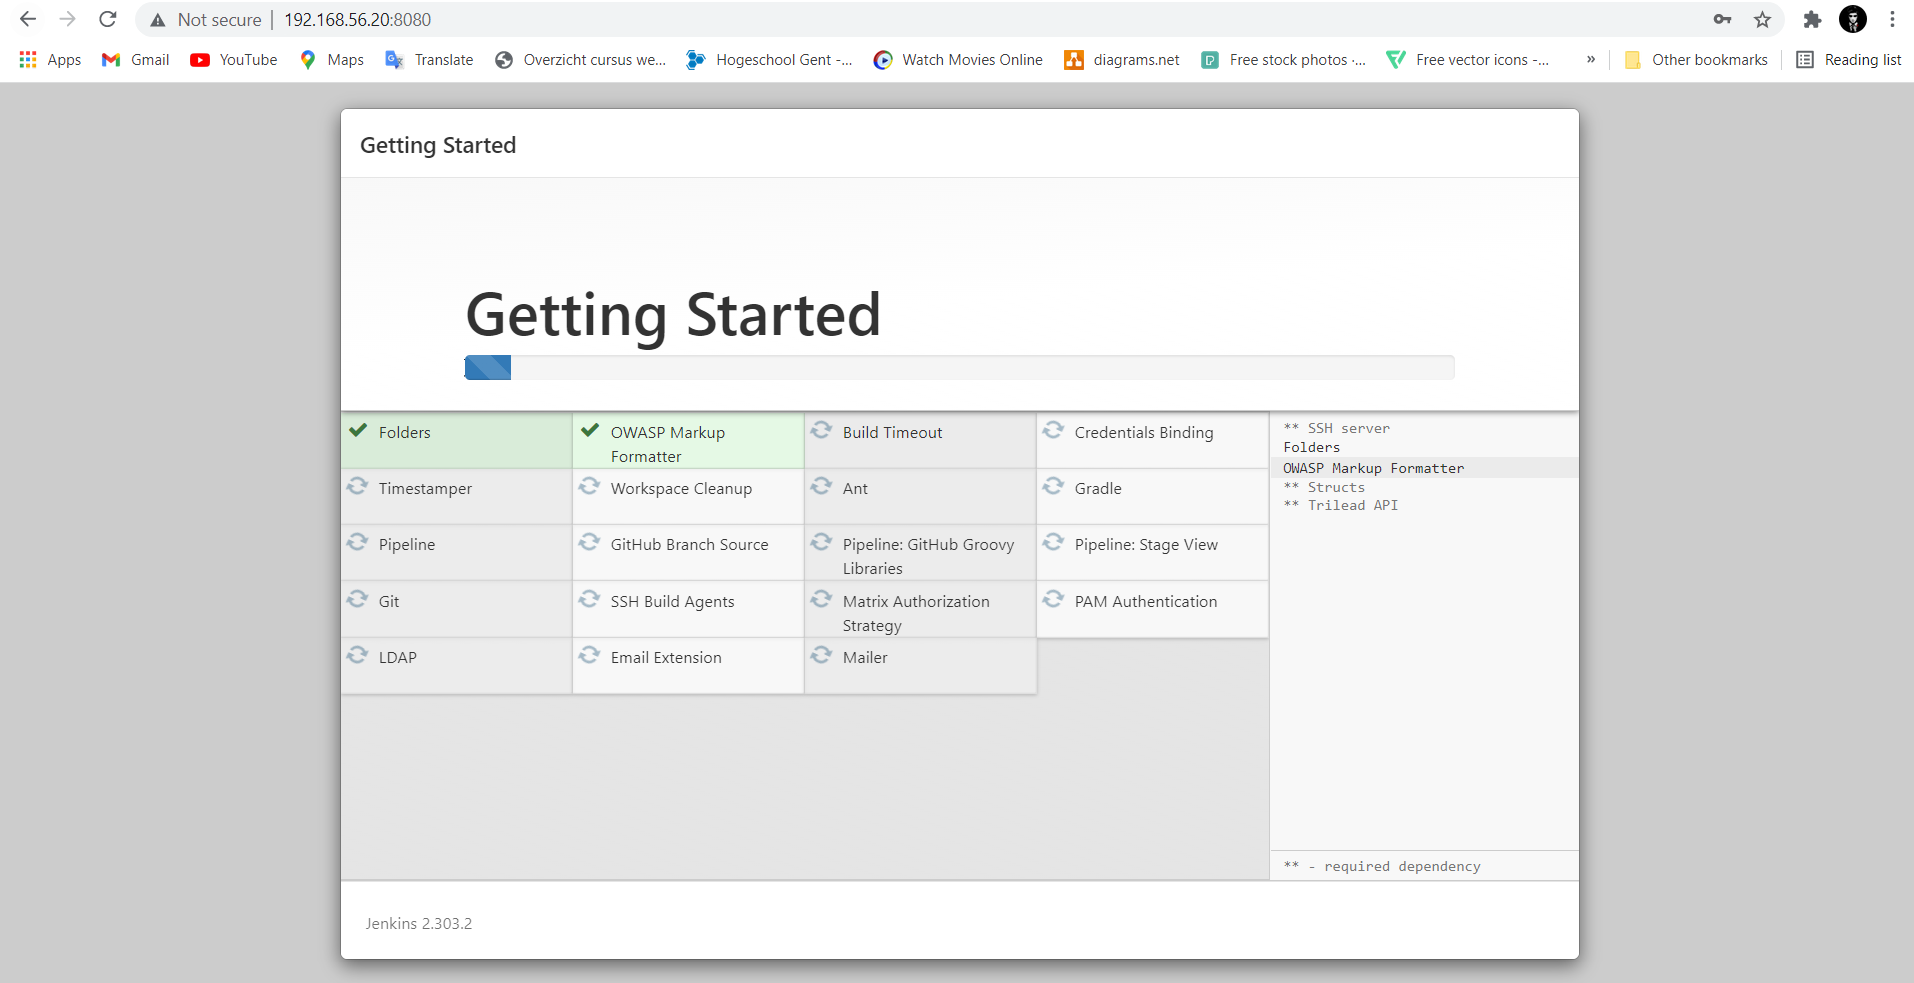 Not secure | 192.168.56.20:8080
Apps Gmail YouTube Maps Translate Overzicht cursus we... Hogeschool Gent -... Watch Movies Online diagrams.net Free stock photos ·... Free vector icons -... » Other bookmarks Reading list
Getting Started
Getting Started
Folders
OWASP Markup
Formatter
Build Timeout
Credentials Binding
Timestamper
Workspace Cleanup
Ant
Gradle
Pipeline
GitHub Branch Source
Pipeline: GitHub Groovy
Libraries
Pipeline: Stage View
Git
SSH Build Agents
Matrix Authorization
Strategy
PAM Authentication
LDAP
Email Extension
Mailer
** SSH server
Folders
OWASP Markup Formatter
** Structs
** Trilead API
** - required dependency
Jenkins 2.303.2